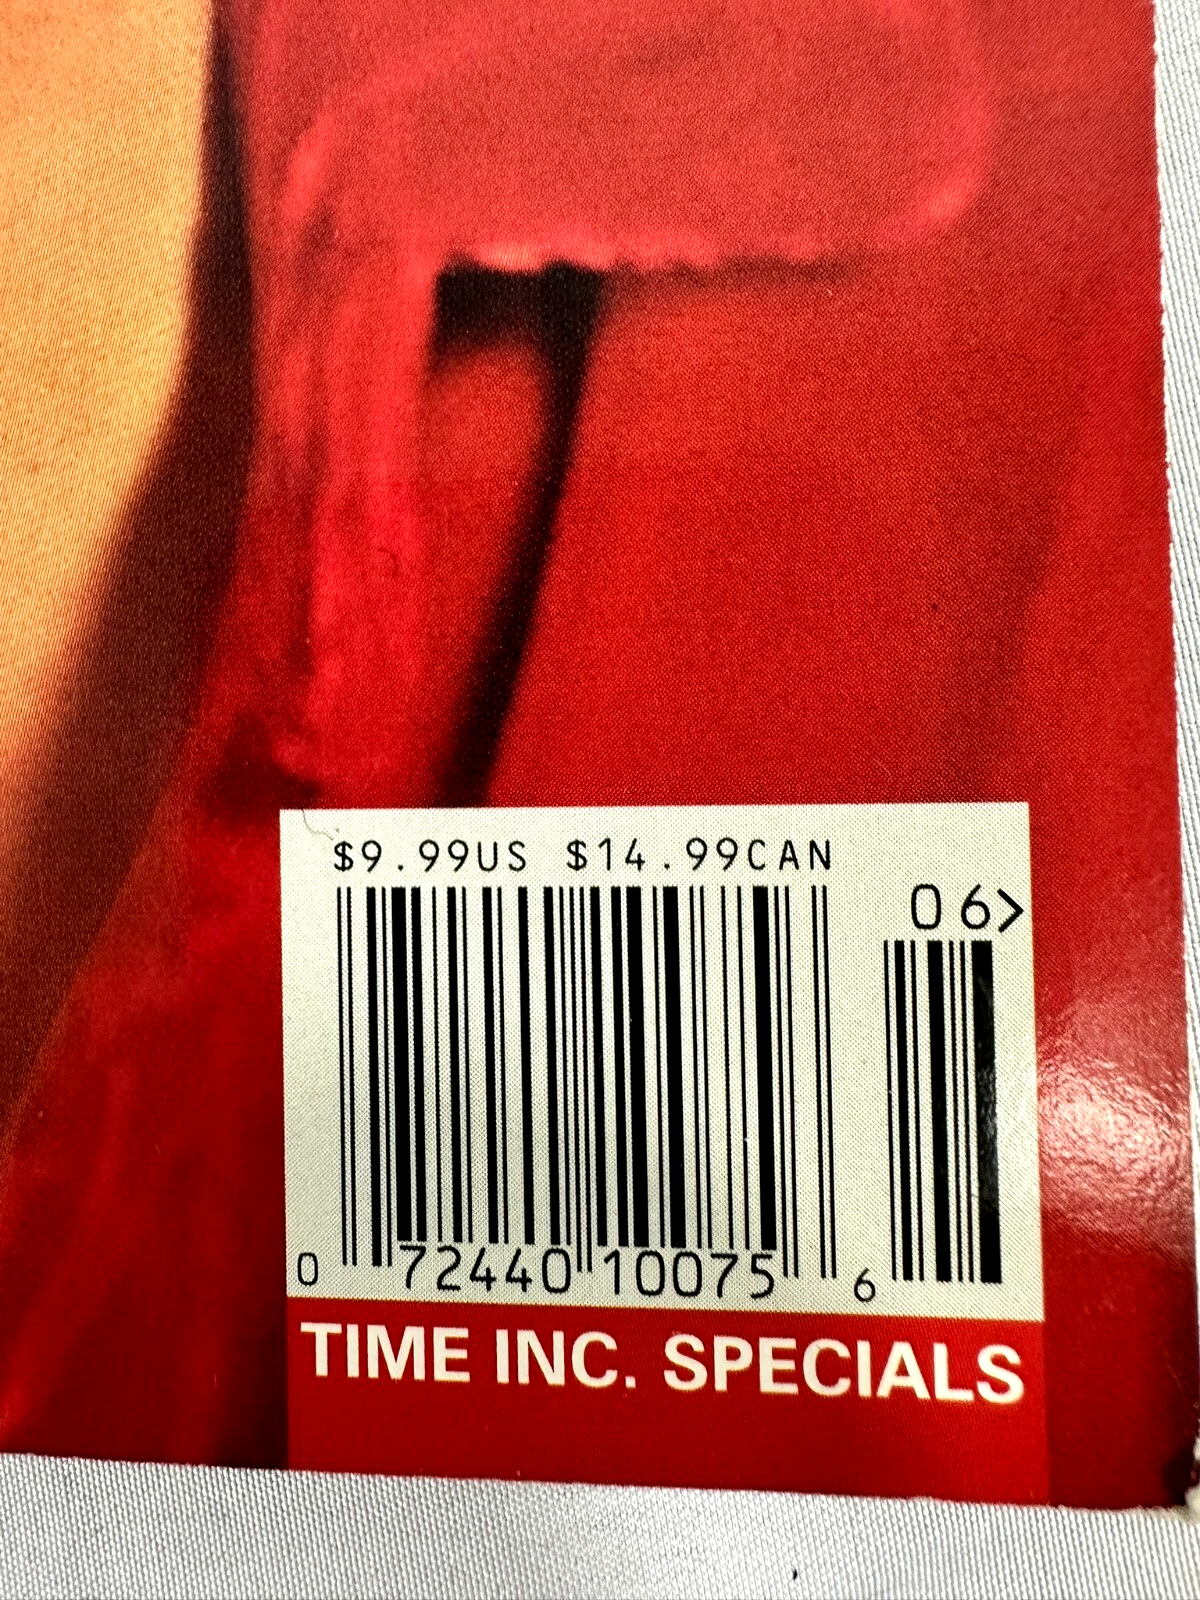 $9.99US $14.99CAN
06>
0 72440 10075 6
TIME INC. SPECIALS